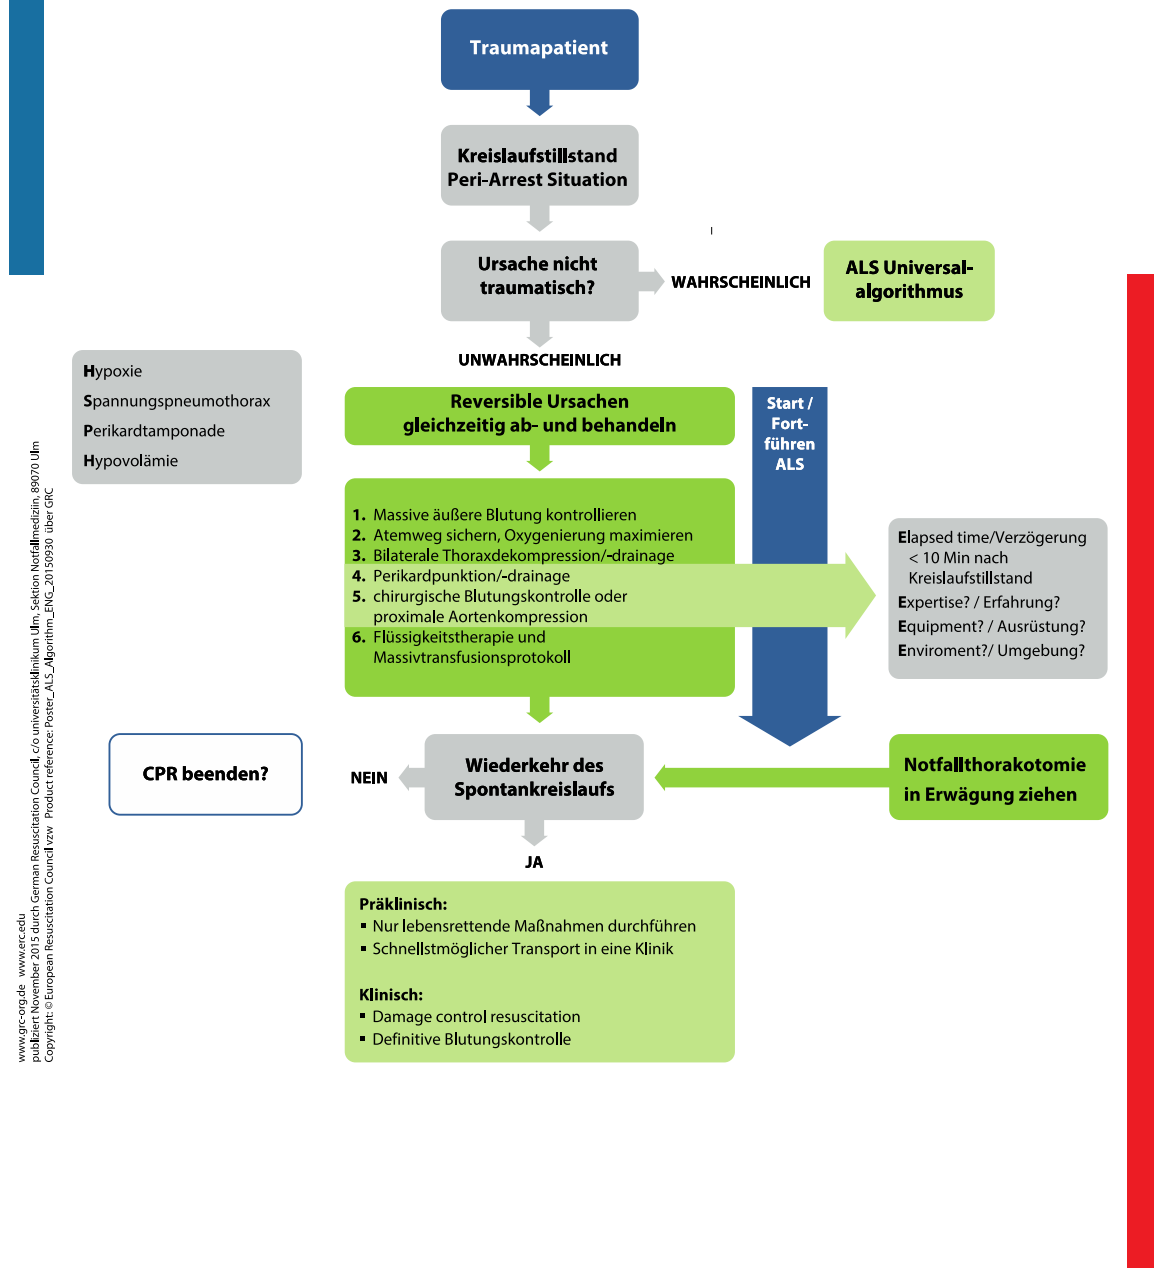 Traumapatient
Kreislaufstillstand
Peri-Arrest Situation
Ursache nicht
traumatisch?
WAHRSCHEINLICH
ALS Universal-
algorithmus
UNWAHRSCHEINLICH
Hypoxie
Spannungspneumothorax
Perikardtamponade
Hypovolämie
Reversible Ursachen
gleichzeitig ab- und behandeln
Start /
Fort-
führen
ALS
1. Massive äußere Blutung kontrollieren
2. Atemweg sichern, Oxygenierung maximieren
3. Bilaterale Thoraxdekompression/-drainage
4. Perikardpunktion/-drainage
5. chirurgische Blutungskontrolle oder
proximale Aortenkompression
6. Flüssigkeitstherapie und
Massivtransfusionsprotokoll
Elapsed time/Verzögerung
< 10 Min nach
Kreislaufstillstand
Expertise? / Erfahrung?
Equipment? / Ausrüstung?
Enviroment?/ Umgebung?
CPR beenden?
NEIN
Wiederkehr des
Spontankreislaufs
Notfallthorakotomie
in Erwägung ziehen
JA
Präklinisch:
▪ Nur lebensrettende Maßnahmen durchführen
▪ Schnellstmöglicher Transport in eine Klinik
Klinisch:
▪ Damage control resuscitation
▪ Definitive Blutungskontrolle
www.grc-org.de www.erc.edu
publiziert November 2015 durch German Resuscitation Council, c/o universitätsklinikum Ulm, Sektion Notfallmediziin, 89070 Ulm
Copyright: © European Resuscitation Council vzw Product reference: Poster_ALS_Algorithm_ENG_20150930 über GRC